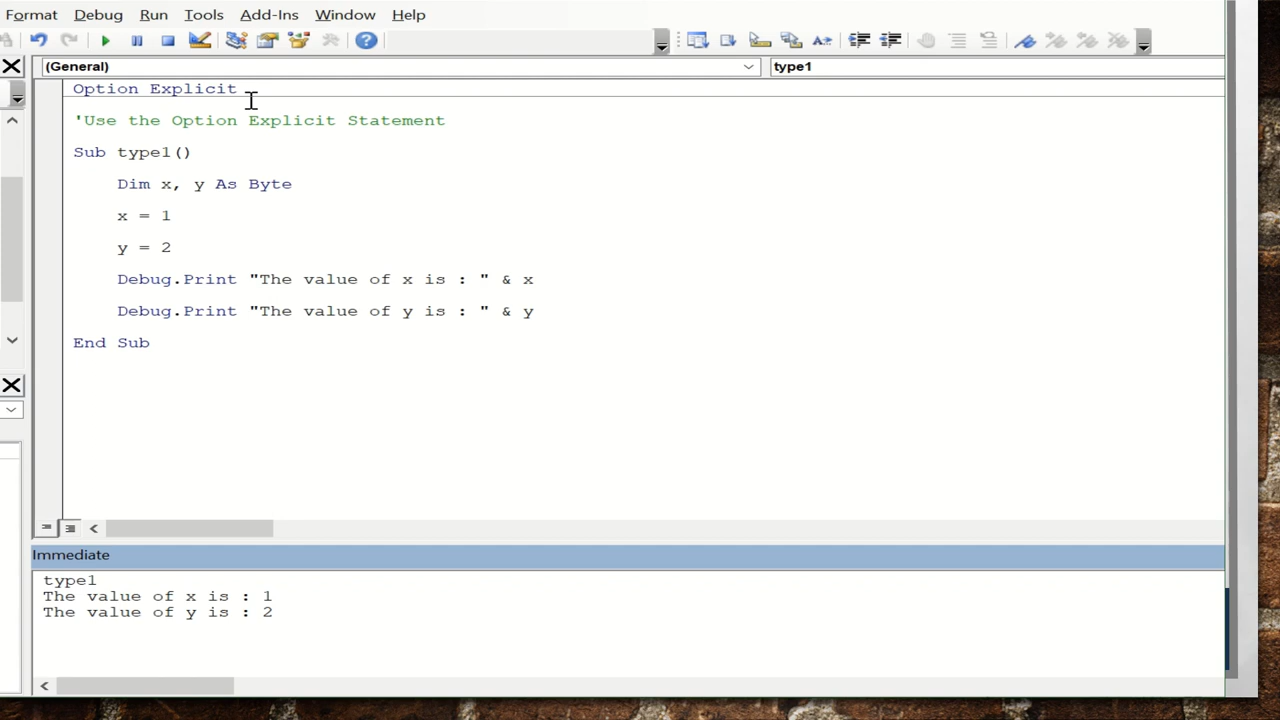 Format Debug Run Tools Add-Ins Window Help
(General) type1
Option Explicit
'Use the Option Explicit Statement
Sub type1()
Dim x, y As Byte
x = 1
y = 2
Debug.Print "The value of x is : " & x
Debug.Print "The value of y is : " & y
End Sub
Immediate
type1
The value of x is : 1
The value of y is : 2